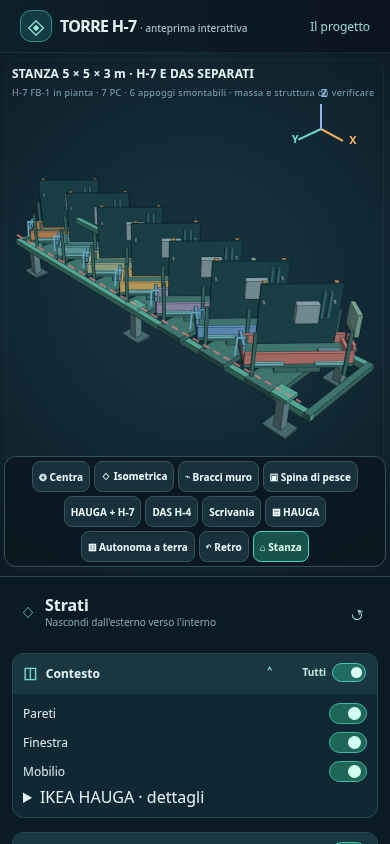 TORRE H-7 · anteprima interattiva
Il progetto
STANZA 5 × 5 × 3 m · H-7 E DAS SEPARATI
H-7 FB-1 in pianta · 7 PC · 6 appoggi smontabili · massa e struttura da verificare
Z
Y
X
Centra
Isometrica
Bracci muro
Spina di pesce
HAUGA + H-7
DAS H-4
Scrivania
HAUGA
Autonoma a terra
Retro
Stanza
Strati
Nascondi dall'esterno verso l'interno
Contesto
Tutti
Pareti
Finestra
Mobilio
IKEA HAUGA · dettagli